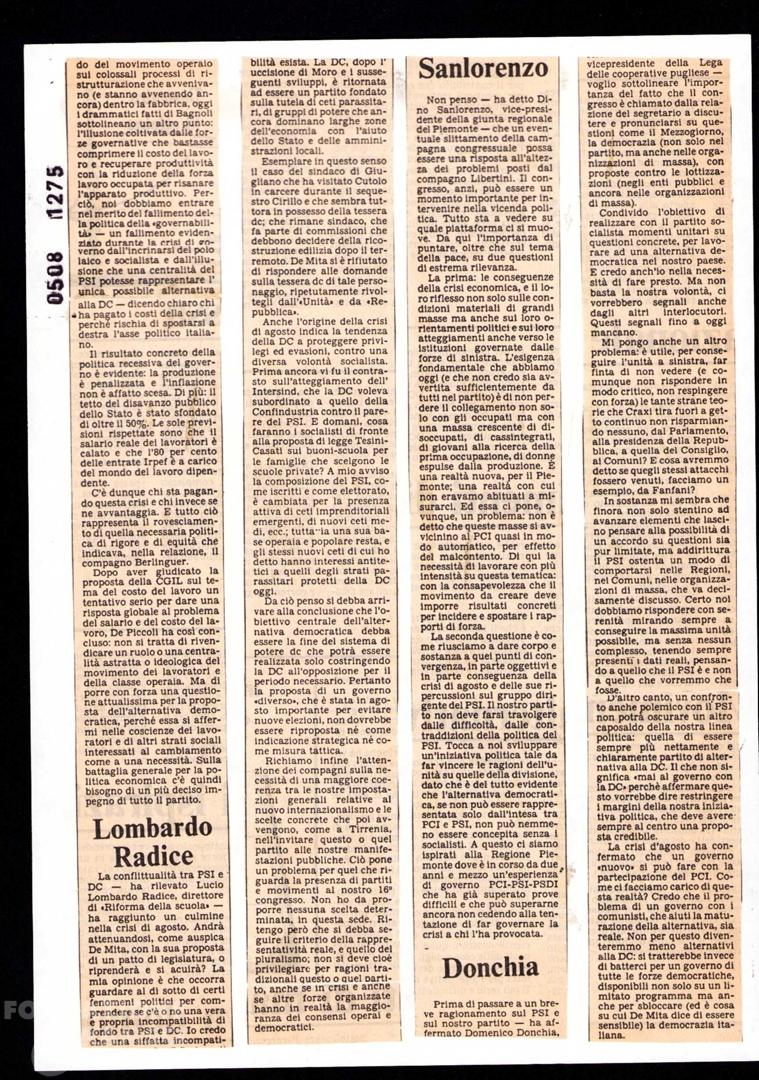 do del movimento operaio
sui colossali processi di ri-
strutturazione che avveniva-
no (e stanno avvenendo an-
cora) dentro la fabbrica, oggi
i drammatici fatti di Bagnoli
sottolineano un altro punto:
l'illusione coltivata dalle for-
ze governative che bastasse
comprimere il costo del lavo-
ro e recuperare produttività
con la riduzione della forza
lavoro occupata per risanare
l'apparato produttivo. Per-
ciò, noi dobbiamo entrare
nel merito del fallimento del-
la politica della «governabili-
tà» — un fallimento eviden-
ziato durante la crisi di go-
verno dall'incrinarsi del polo
laico e socialista e dall'illu-
sione che una centralità del
PSI potesse rappresentare l'
unica possibile alternativa
alla DC — dicendo chiaro chi
ha pagato i costi della crisi e
perché rischia di spostarsi a
destra l'asse politico italia-
no.
Il risultato concreto della
politica recessiva del gover-
no è evidente: la produzione
è penalizzata e l'inflazione
non è affatto scesa. Di più: il
tetto del disavanzo pubblico
dello Stato è stato sfondato
di oltre il 50%. Le sole previ-
sioni rispettate sono che il
salario reale dei lavoratori è
calato e che l'80 per cento
delle entrate Irpef è a carico
del mondo del lavoro dipen-
dente.
C'è dunque chi sta pagan-
do questa crisi e chi invece se
ne avvantaggia. E tutto ciò
rappresenta il rovesciamen-
to di quella necessaria politi-
ca di rigore e di equità che
indicava, nella relazione, il
compagno Berlinguer.
Dopo aver giudicato la
proposta della CGIL sul te-
ma del costo del lavoro un
tentativo serio per dare una
risposta globale al problema
del salario e del costo del la-
voro, De Piccoli ha così con-
cluso: non si tratta di rivendi-
care un ruolo o una centra-
lità astratta o ideologica del
movimento dei lavoratori e
della classe operaia. Ma di
porre con forza una questio-
ne attualissima per la propo-
sta dell'alternativa demo-
cratica, perché essa si affer-
mi nelle coscienze dei lavo-
ratori e di altri strati sociali
interessati al cambiamento
come a una necessità. Sulla
battaglia generale per la po-
litica economica c'è quindi
bisogno di un più deciso im-
pegno di tutto il partito.
Lombardo
Radice
La conflittualità tra PSI e
DC — ha rilevato Lucio
Lombardo Radice, direttore
di «Riforma della scuola» —
ha raggiunto un culmine
nella crisi di agosto. Andrà
attenuandosi, come auspica
De Mita, con la sua proposta
di un patto di legislatura, o
riprenderà e si acuirà? La
mia opinione è che occorra
guardare al di sotto di certi
fenomeni politici per com-
prendere se c'è o no una vera
e propria incompatibilità di
fondo tra PSI e DC. Io credo
che una siffatta incompati-
bilità esista. La DC, dopo l'
uccisione di Moro e i susse-
guenti sviluppi, è ritornata
ad essere un partito fondato
sulla tutela di ceti parassita-
ri, di gruppi di potere che an-
cora dominano larghe zone
dell'economia con l'aiuto
dello Stato e delle ammini-
strazioni locali.
Esemplare in questo senso
il caso del sindaco di Giu-
gliano che ha visitato Cutolo
in carcere durante il seque-
stro Cirillo e che sembra tut-
tora in possesso della tessera
dc; che rimane sindaco, che
fa parte di commissioni che
debbono decidere della rico-
struzione edilizia dopo il ter-
remoto. De Mita si è rifiutato
di rispondere alle domande
sulla tessera dc di tale perso-
naggio, ripetutamente rivol-
tegli dall'«Unità» e da «Re-
pubblica».
Anche l'origine della crisi
di agosto indica la tendenza
della DC a proteggere privi-
legi ed evasioni, contro una
diversa volontà socialista.
Prima ancora vi fu il contra-
sto sull'atteggiamento dell'
Intersind, che la DC voleva
subordinato a quello della
Confindustria contro il pare-
re del PSI. E domani, cosa
faranno i socialisti di fronte
alla proposta di legge Tesini-
Casati sui buoni-scuola per
le famiglie che scelgono le
scuole private? A mio avviso
la composizione del PSI, co-
me iscritti e come elettorato,
è cambiata per la presenza
attiva di ceti imprenditoriali
emergenti, di nuovi ceti me-
di, ecc.; tuttavia una sua ba-
se operaia e popolare resta, e
gli stessi nuovi ceti di cui ho
detto hanno interessi antite-
tici a quelli degli strati pa-
rassitari protetti della DC
oggi.
Da ciò penso si debba arri-
vare alla conclusione che l'o-
biettivo centrale dell'alter-
nativa democratica debba
essere la fine del sistema di
potere dc che potrà essere
realizzata solo costringendo
la DC all'opposizione per il
periodo necessario. Pertanto
la proposta di un governo
«diverso», che è stata in ago-
sto importante per evitare
nuove elezioni, non dovrebbe
essere riproposta né come
indicazione strategica né co-
me misura tattica.
Richiamo infine l'atten-
zione dei compagni sulla ne-
cessità di una maggiore coe-
renza tra le nostre imposta-
zioni generali relative al
nuovo internazionalismo e le
scelte concrete che poi av-
vengono, come a Tirrenia,
nell'invitare questo o quel
partito alle nostre manife-
stazioni pubbliche. Ciò pone
un problema per quel che ri-
guarda la presenza di partiti
e movimenti al nostro 16º
congresso. Non ho da pro-
porre nessuna scelta deter-
minata, in questa sede. Ri-
tengo però che si debba se-
guire il criterio della rappre-
sentatività reale, e quello del
pluralismo; non si deve cioè
privilegiare per ragioni tra-
dizionali questo o quel parti-
to, anche se in crisi e anche
se altre forze organizzate
hanno in realtà la maggio-
ranza dei consensi operai e
democratici.
Sanlorenzo
Non penso — ha detto Di-
no Sanlorenzo, vice-presi-
dente della giunta regionale
del Piemonte — che un even-
tuale slittamento della cam-
pagna congressuale possa
essere una risposta all'altez-
za dei problemi posti dal
compagno Libertini. Il con-
gresso, anzi, può essere un
momento importante per in-
tervenire nella vicenda poli-
tica. Tutto sta a vedere su
quale piattaforma ci si muo-
ve. Da qui l'importanza di
puntare, oltre che sul tema
della pace, su due questioni
di estrema rilevanza.
La prima: le conseguenze
della crisi economica, e il lo-
ro riflesso non solo sulle con-
dizioni materiali di grandi
masse ma anche sui loro o-
rientamenti politici e sui loro
atteggiamenti anche verso le
istituzioni governate dalle
forze di sinistra. L'esigenza
fondamentale che abbiamo
oggi (e che non credo sia av-
vertita sufficientemente da
tutti nel partito) è di non per-
dere il collegamento non so-
lo con gli occupati ma con
una massa crescente di di-
soccupati, di cassintegrati,
di giovani alla ricerca della
prima occupazione, di donne
espulse dalla produzione. È
una realtà nuova, per il Pie-
monte; una realtà con cui
non eravamo abituati a mi-
surarci. Ed essa ci pone, o-
vunque, un problema: non è
detto che queste masse si av-
vicinino al PCI quasi in mo-
do automatico, per effetto
del malcontento. Di qui la
necessità di lavorare con più
intensità su questa tematica:
con la consapevolezza che il
movimento da creare deve
imporre risultati concreti
per incidere e spostare i rap-
porti di forza.
La seconda questione è co-
me riusciamo a dare corpo e
sostanza a quei punti di con-
vergenza, in parte oggettivi e
in parte conseguenza della
crisi di agosto e delle sue ri-
percussioni sul gruppo diri-
gente del PSI. Il nostro parti-
to non deve farsi travolgere
dalle difficoltà, dalle con-
traddizioni della politica del
PSI. Tocca a noi sviluppare
un'iniziativa politica tale da
far vincere le ragioni dell'u-
nità su quelle della divisione,
dato che è del tutto evidente
che l'alternativa democrati-
ca, se non può essere rappre-
sentata solo dall'intesa tra
PCI e PSI, non può nemme-
no essere concepita senza i
socialisti. A questo ci siamo
ispirati alla Regione Pie-
monte dove è in corso da due
anni e mezzo un'esperienza
di governo PCI-PSI-PSDI
che ha già superato prove
difficili e che può superarne
ancora non cedendo alla ten-
tazione di far governare la
crisi a chi l'ha provocata.
Donchia
Prima di passare a un bre-
ve ragionamento sul PSI e
sul nostro partito — ha af-
fermato Domenico Donchia,
vicepresidente della Lega
delle cooperative pugliese —
voglio sottolineare l'impor-
tanza del fatto che il con-
gresso è chiamato dalla rela-
zione del segretario a discu-
tere e pronunciarsi su que-
stioni come il Mezzogiorno,
la democrazia (non solo nel
partito, ma anche nelle orga-
nizzazioni di massa), con
proposte contro le lottizza-
zioni (negli enti pubblici e
ancora nelle organizzazioni
di massa).
Condivido l'obiettivo di
realizzare con il partito so-
cialista momenti unitari su
questioni concrete, per lavo-
rare ad una alternativa de-
mocratica nel nostro paese.
E credo anch'io nella necessi-
tà di fare presto. Ma non
basta la nostra volontà, ci
vorrebbero segnali anche
dagli altri interlocutori.
Questi segnali fino a oggi
mancano.
Mi pongo anche un altro
problema: è utile, per conse-
guire l'unità a sinistra, far
finta di non vedere (e co-
munque non rispondere in
modo critico, non respingere
con forza) le tante strane teo-
rie che Craxi tira fuori a get-
to continuo non risparmian-
do nessuno, dal Parlamento,
alla presidenza della Repub-
blica, a quella del Consiglio,
ai Comuni? E cosa avremmo
detto se quegli stessi attacchi
fossero venuti, facciamo un
esempio, da Fanfani?
In sostanza mi sembra che
finora non solo stentino ad
avanzare elementi che lasci-
no pensare alla possibilità di
un accordo su questioni sia
pur limitate, ma addirittura
il PSI ostenta un modo di
comportarsi nelle Regioni,
nei Comuni, nelle organizza-
zioni di massa, che va deci-
samente discusso. Certo noi
dobbiamo rispondere con se-
renità mirando sempre a
conseguire la massima unità
possibile, ma senza nessun
complesso, tenendo sempre
presenti i dati reali, pensan-
do a quello che il PSI è e non
a quello che vorremmo che
fosse.
D'altro canto, un confron-
to anche polemico con il PSI
non potrà oscurare un altro
caposaldo della nostra linea
politica: quella di essere
sempre più nettamente e
chiaramente partito di alter-
nativa alla DC. Il che non si-
gnifica «mai al governo con
la DC» perché affermare que-
sto vorrebbe dire restringere
i margini della nostra inizia-
tiva politica, che deve avere
sempre al centro una propo-
sta credibile.
La crisi d'agosto ha con-
fermato che un governo
«nuovo» si può fare con la
partecipazione del PCI. Co-
me ci facciamo carico di que-
sta realtà? Credo che il pro-
blema di un governo con i
comunisti, che aiuti la matu-
razione della alternativa, sia
reale. Non per questo diven-
teremmo meno alternativi
alla DC: si tratterebbe invece
di batterci per un governo di
tutte le forze democratiche,
disponibili non solo su un li-
mitato programma ma an-
che per sbloccare (ed è cosa
su cui De Mita dice di essere
sensibile) la democrazia ita-
liana.
0508 1275